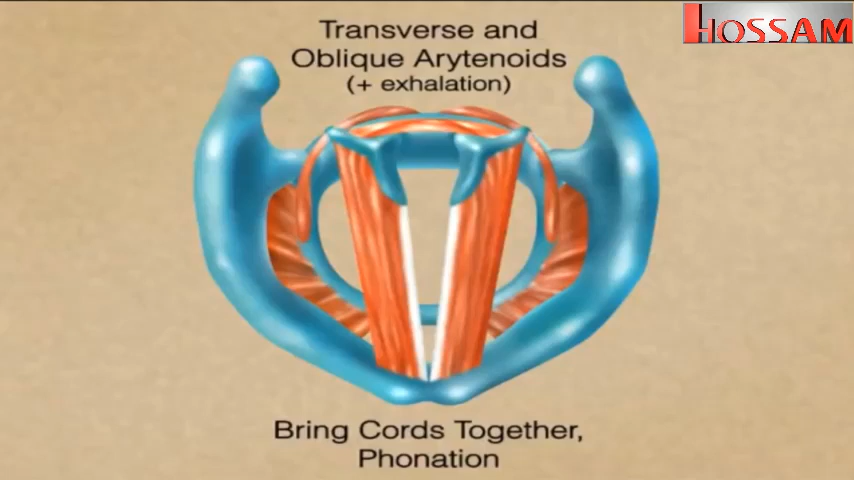 HOSSAM
Transverse and
Oblique Arytenoids
(+ exhalation)
Bring Cords Together,
Phonation